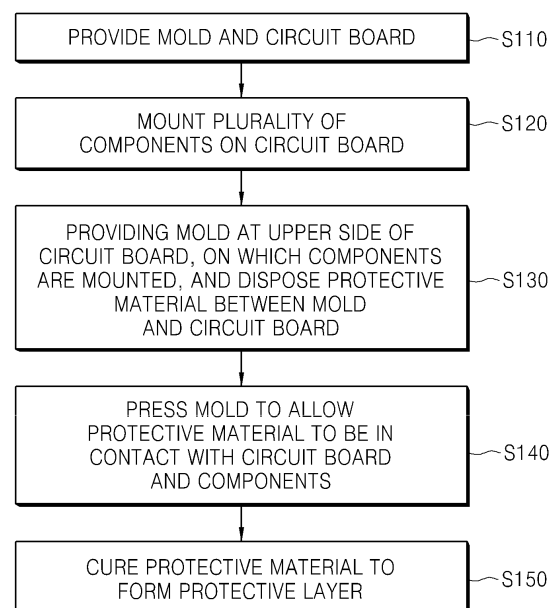 PROVIDE MOLD AND CIRCUIT BOARD
S110
MOUNT PLURALITY OF
COMPONENTS ON CIRCUIT BOARD
S120
PROVIDING MOLD AT UPPER SIDE OF
CIRCUIT BOARD, ON WHICH COMPONENTS
ARE MOUNTED, AND DISPOSE PROTECTIVE
MATERIAL BETWEEN MOLD
AND CIRCUIT BOARD
S130
PRESS MOLD TO ALLOW
PROTECTIVE MATERIAL TO BE IN
CONTACT WITH CIRCUIT BOARD
AND COMPONENTS
S140
CURE PROTECTIVE MATERIAL TO
FORM PROTECTIVE LAYER
S150